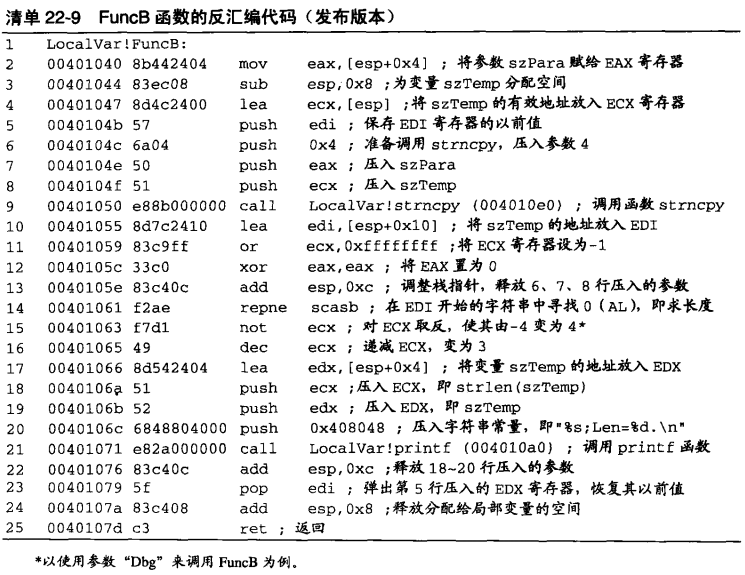 清单 22-9 FuncB 函数的反汇编代码（发布版本）
1 LocalVar!FuncB:
2 00401040 8b442404 mov eax,[esp+0x4] ; 将参数 szPara 赋给 EAX 寄存器
3 00401044 83ec08 sub esp,0x8 ;为变量 szTemp 分配空间
4 00401047 8d4c2400 lea ecx,[esp] ;将 szTemp 的有效地址放入 ECX 寄存器
5 0040104b 57 push edi ; 保存 EDI 寄存器的以前值
6 0040104c 6a04 push 0x4 ; 准备调用 strncpy, 压入参数 4
7 0040104e 50 push eax ; 压入 szPara
8 0040104f 51 push ecx ; 压入 szTemp
9 00401050 e88b000000 call LocalVar!strncpy (004010e0) ; 调用函数 strncpy
10 00401055 8d7c2410 lea edi,[esp+0x10] ; 将 szTemp 的地址放入 EDI
11 00401059 83c9ff or ecx,0xffffffff ;将 ECX 寄存器设为-1
12 0040105c 33c0 xor eax,eax ; 将 EAX 置为 0
13 0040105e 83c40c add esp,0xc ; 调整栈指针, 释放 6、7、8 行压入的参数
14 00401061 f2ae repne scasb ; 在 EDI 开始的字符串中寻找 0 (AL), 即求长度
15 00401063 f7d1 not ecx ; 对 ECX 取反, 使其由-4 变为 4*
16 00401065 49 dec ecx ; 递减 ECX, 变为 3
17 00401066 8d542404 lea edx,[esp+0x4] ; 将变量 szTemp 的地址放入 EDX
18 0040106a 51 push ecx ;压入 ECX, 即 strlen(szTemp)
19 0040106b 52 push edx ; 压入 EDX, 即 szTemp
20 0040106c 6848804000 push 0x408048 ; 压入字符串常量, 即"%s;Len=%d.\n"
21 00401071 e82a000000 call LocalVar!printf (004010a0) ; 调用 printf 函数
22 00401076 83c40c add esp,0xc ;释放 18~20 行压入的参数
23 00401079 5f pop edi ; 弹出第 5 行压入的 EDX 寄存器, 恢复其以前值
24 0040107a 83c408 add esp,0x8 ;释放分配给局部变量的空间
25 0040107d c3 ret ; 返回
*以使用参数 “Dbg” 来调用 FuncB 为例。